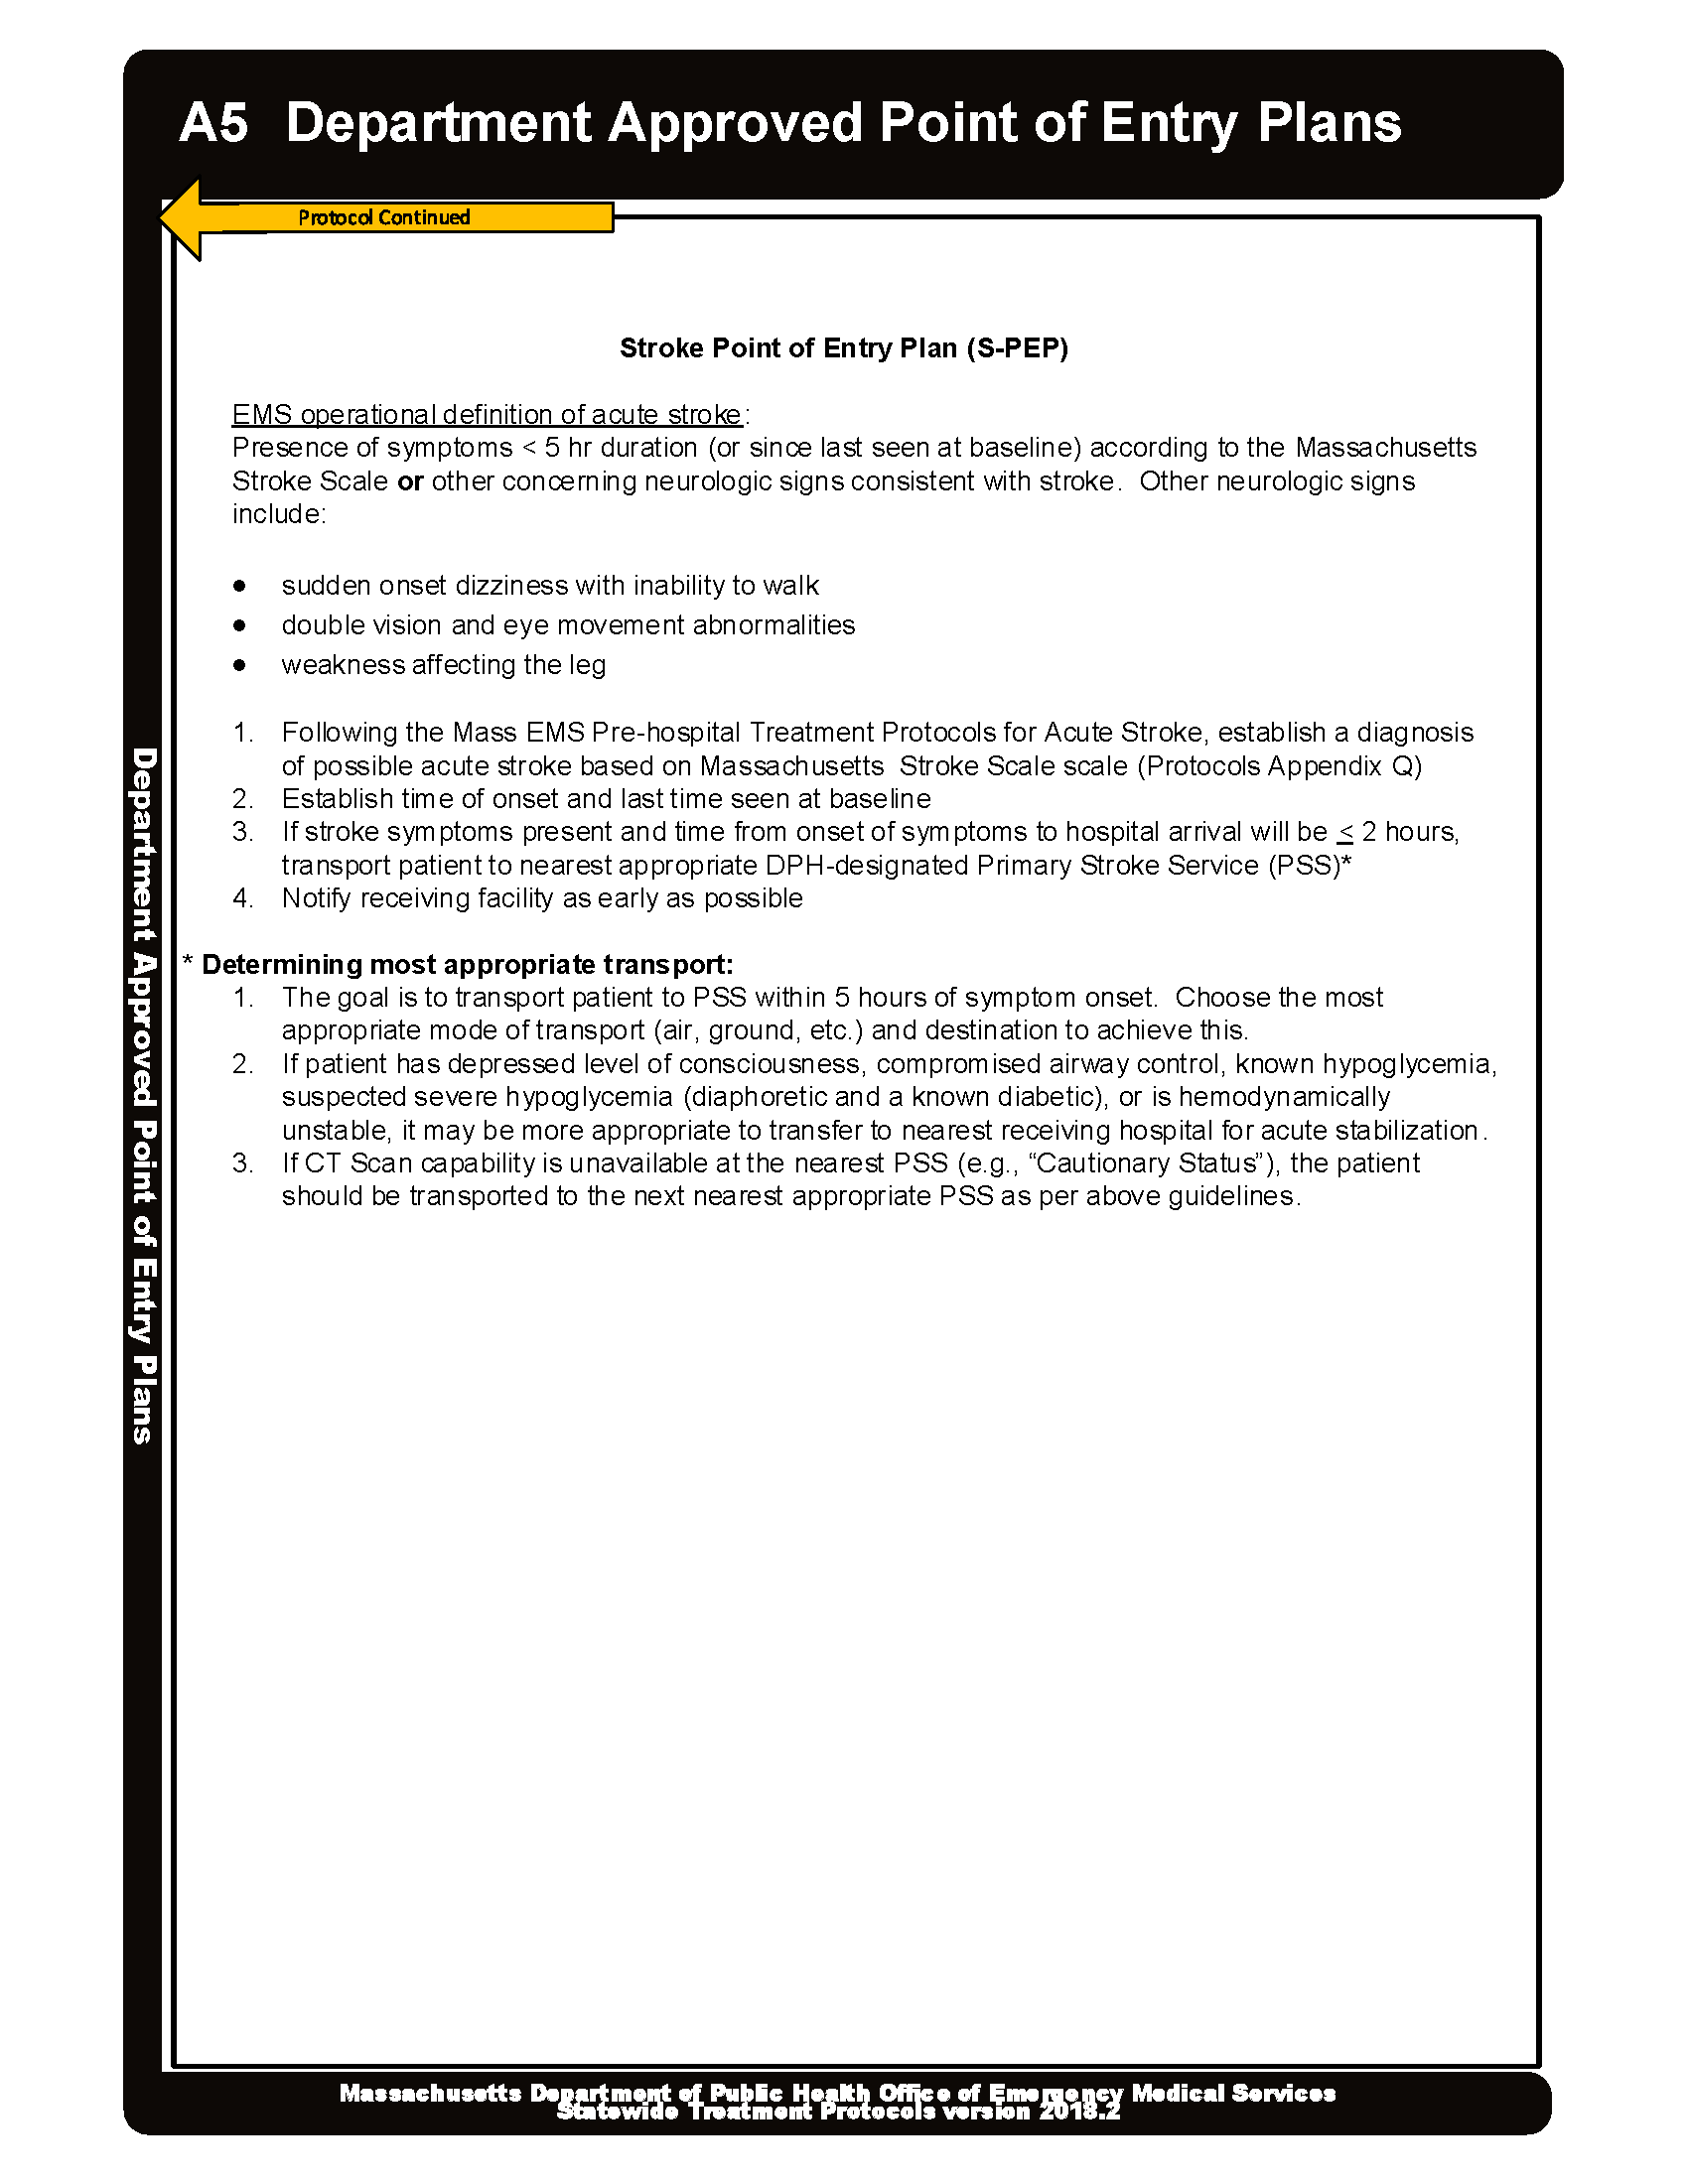 A5 Department Approved Point of Entry Plans
Protocol Continued
Stroke Point of Entry Plan (S-PEP)
EMS operational definition of acute stroke:
Presence of symptoms < 5 hr duration (or since last seen at baseline) according to the Massachusetts
Stroke Scale or other concerning neurologic signs consistent with stroke. Other neurologic signs
include:
● sudden onset dizziness with inability to walk
● double vision and eye movement abnormalities
● weakness affecting the leg
1. Following the Mass EMS Pre-hospital Treatment Protocols for Acute Stroke, establish a diagnosis
of possible acute stroke based on Massachusetts Stroke Scale scale (Protocols Appendix Q)
2. Establish time of onset and last time seen at baseline
3. If stroke symptoms present and time from onset of symptoms to hospital arrival will be ≤ 2 hours,
transport patient to nearest appropriate DPH-designated Primary Stroke Service (PSS)*
4. Notify receiving facility as early as possible
* Determining most appropriate transport:
1. The goal is to transport patient to PSS within 5 hours of symptom onset. Choose the most
appropriate mode of transport (air, ground, etc.) and destination to achieve this.
2. If patient has depressed level of consciousness, compromised airway control, known hypoglycemia,
suspected severe hypoglycemia (diaphoretic and a known diabetic), or is hemodynamically
unstable, it may be more appropriate to transfer to nearest receiving hospital for acute stabilization.
3. If CT Scan capability is unavailable at the nearest PSS (e.g., “Cautionary Status”), the patient
should be transported to the next nearest appropriate PSS as per above guidelines.
Department Approved Point of Entry Plans
Massachusetts Department of Public Health Office of Emergency Medical Services
Statewide Treatment Protocols version 2018.2